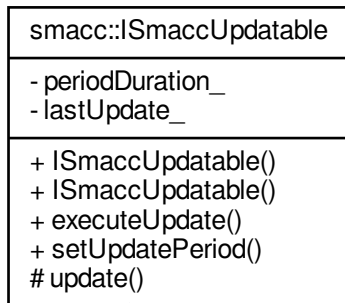 smacc::ISmaccUpdatable
- periodDuration_
- lastUpdate_
+ ISmaccUpdatable()
+ ISmaccUpdatable()
+ executeUpdate()
+ setUpdatePeriod()
# update()